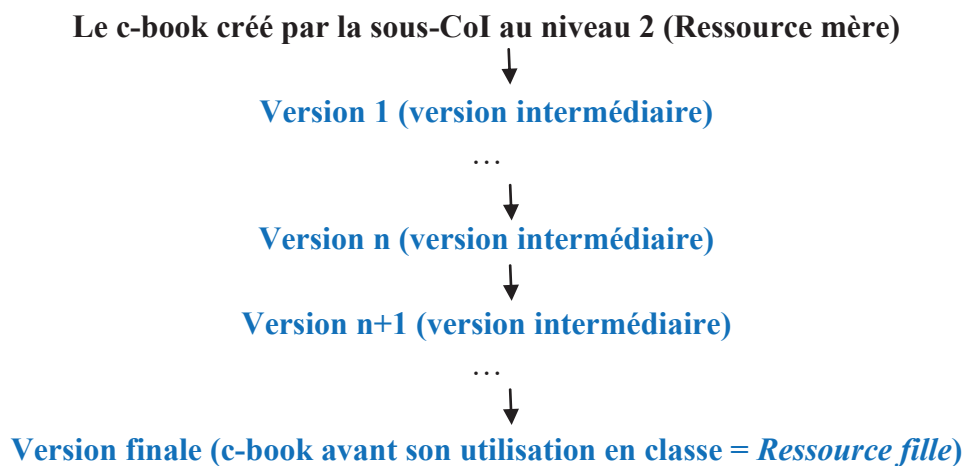 Le c-book créé par la sous-CoI au niveau 2 (Ressource mère)
Version 1 (version intermédiaire)
…
Version n (version intermédiaire)
Version n+1 (version intermédiaire)
…
Version finale (c-book avant son utilisation en classe = Ressource fille)